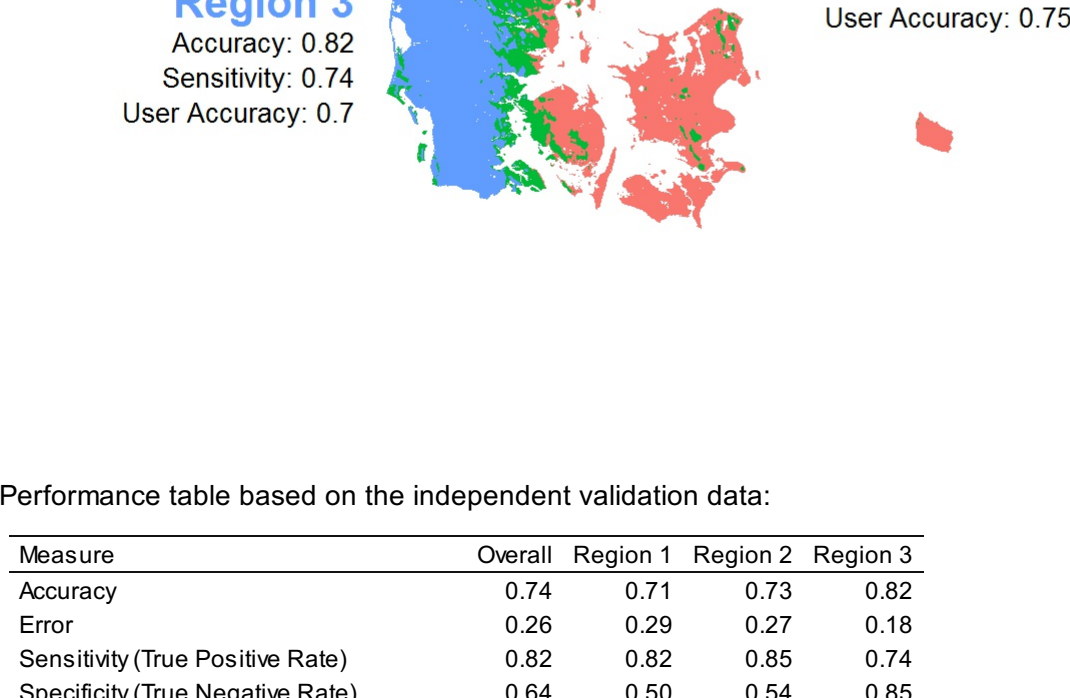 Region 3
Accuracy: 0.82
Sensitivity: 0.74
User Accuracy: 0.7
User Accuracy: 0.75
Performance table based on the independent validation data:
Measure Overall Region 1 Region 2 Region 3
Accuracy 0.74 0.71 0.73 0.82
Error 0.26 0.29 0.27 0.18
Sensitivity (True Positive Rate) 0.82 0.82 0.85 0.74
Specificity (True Negative Rate) 0.64 0.50 0.54 0.85